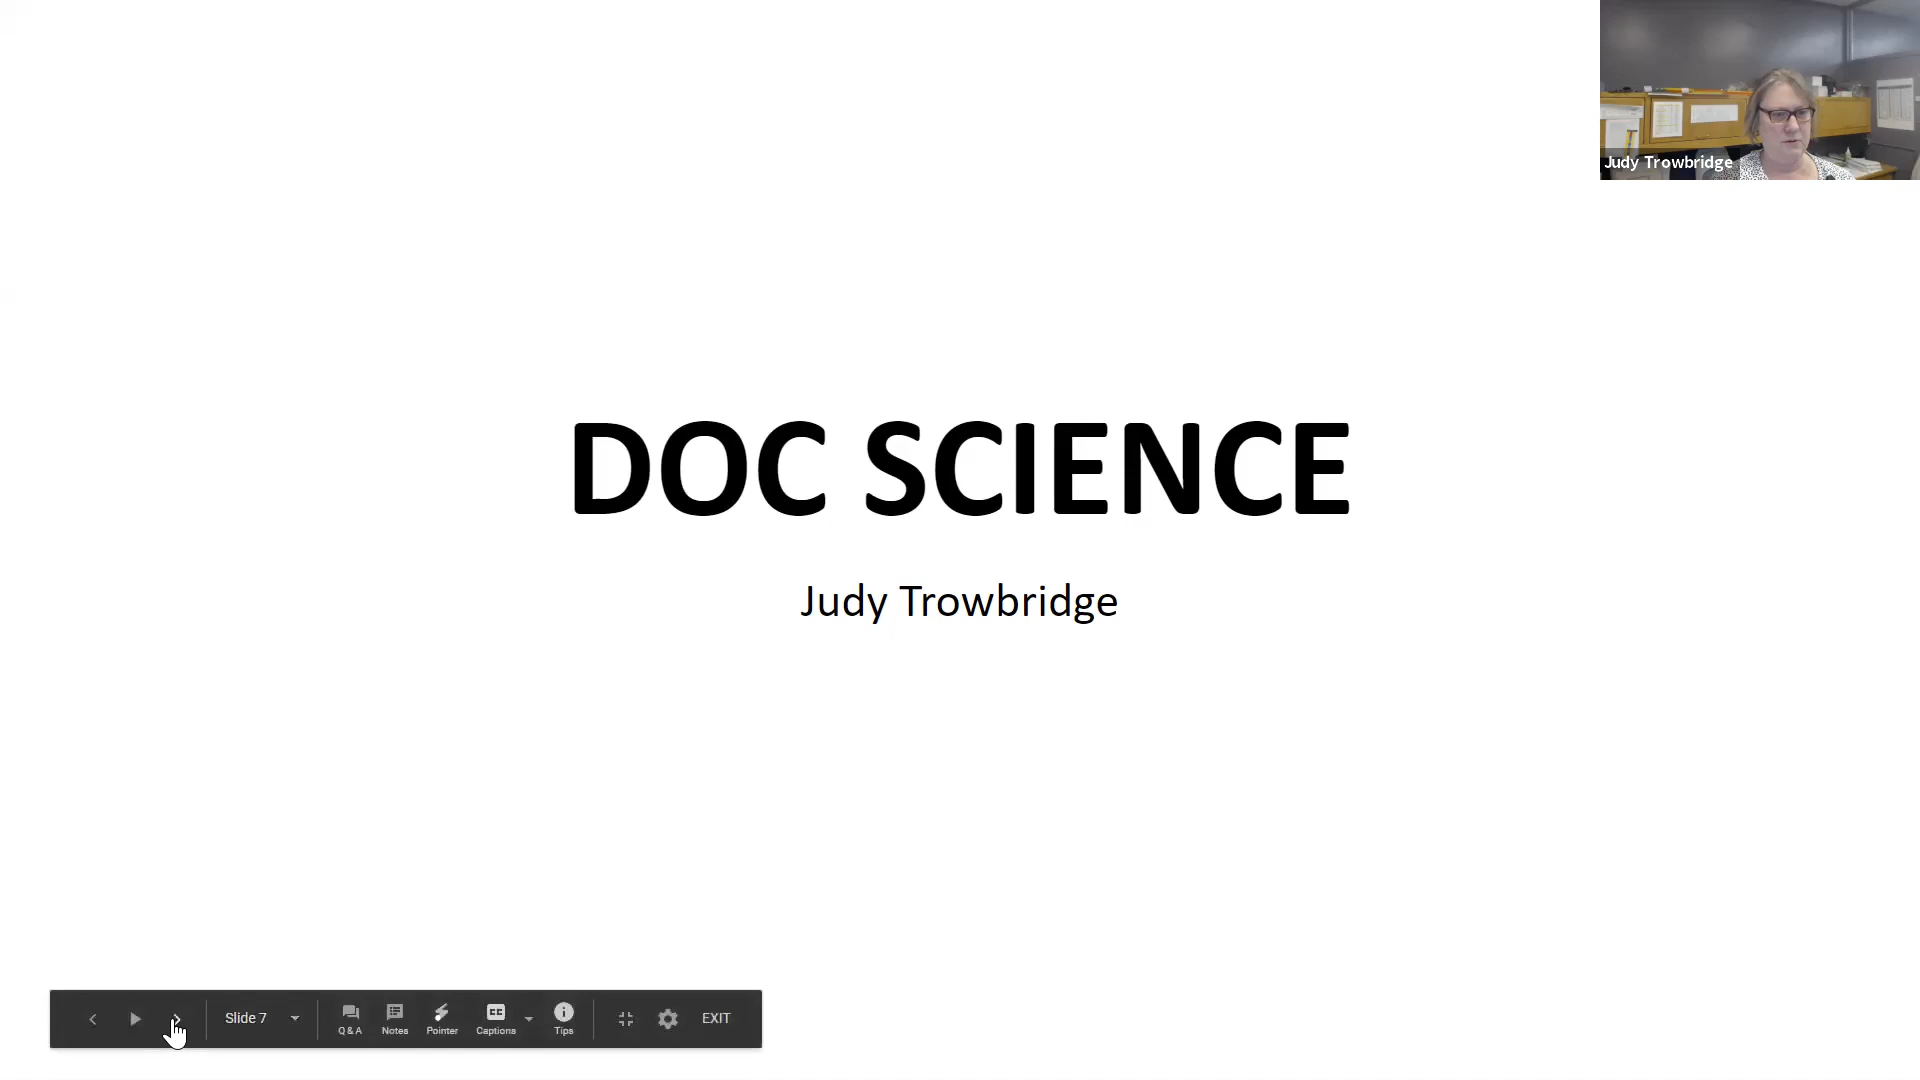 Judy Trowbridge
DOC SCIENCE
Judy Trowbridge
Slide 7
Q & A
Notes
Pointer
Captions
Tips
EXIT